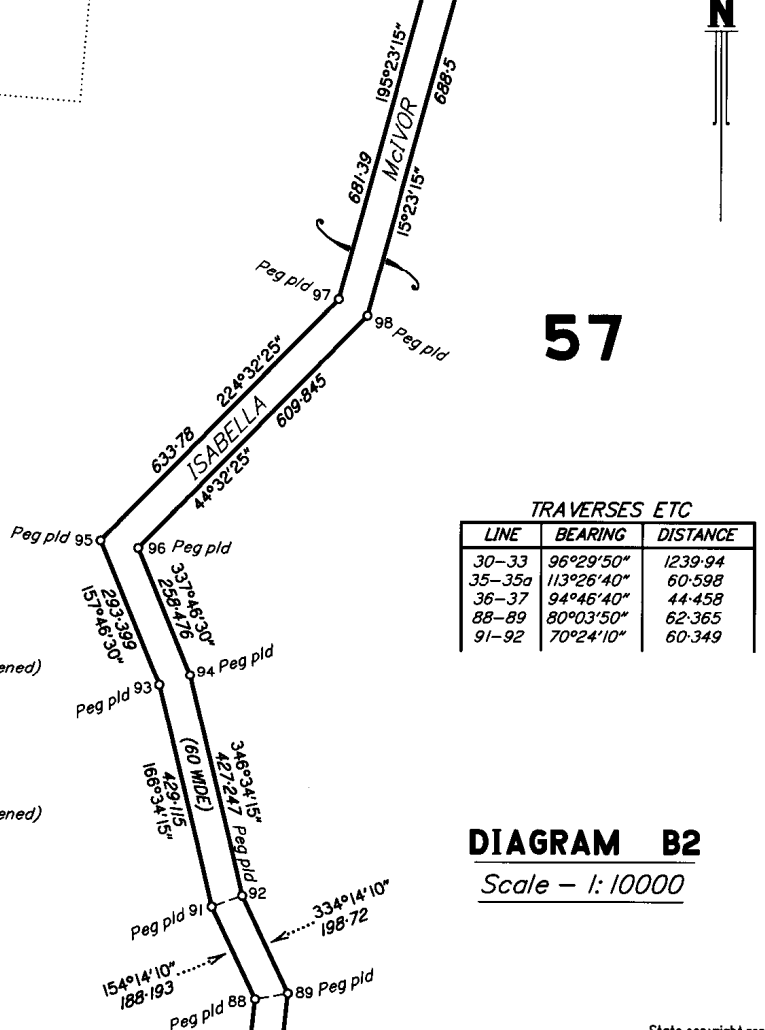 N
195°23'15"
688·5
McIVOR
681·39
15°23'15"
Peg pld 97
98 Peg pld
57
224°32'25"
609·845
ISABELLA
633·78
44°32'25"
Peg pld 95
96 Peg pld
337°46'30"
258·476
293·399
157°46'30"
94 Peg pld
Peg pld 93
ened)
TRAVERSES ETC
LINE BEARING DISTANCE
30-33 96°29'50" 1239·94
35-35a 113°26'40" 60·598
36-37 94°46'40" 44·458
88-89 80°03'50" 62·365
91-92 70°24'10" 60·349
(60 WIDE)
346°34'15"
427·247
429·115
166°34'15"
ened)
Peg pld
92
Peg pld 91
DIAGRAM B2
Scale - 1:10000
334°14'10"
198·72
154°14'10"
188·193
89 Peg pld
Peg pld 88